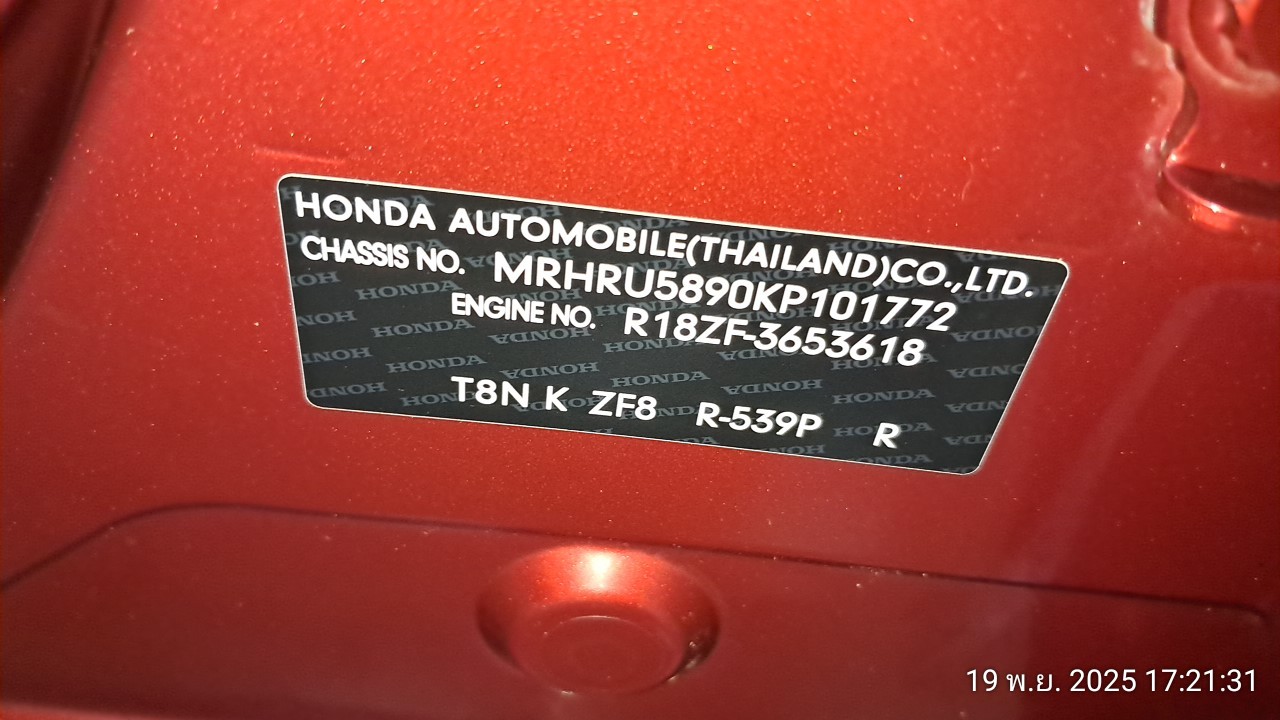 HONDA AUTOMOBILE(THAILAND)CO.,LTD.
CHASSIS NO. MRHRU5890KP101772
ENGINE NO. R18ZF-3653618
T8N K ZF8 R-539P R
19 พ.ย. 2025 17:21:31